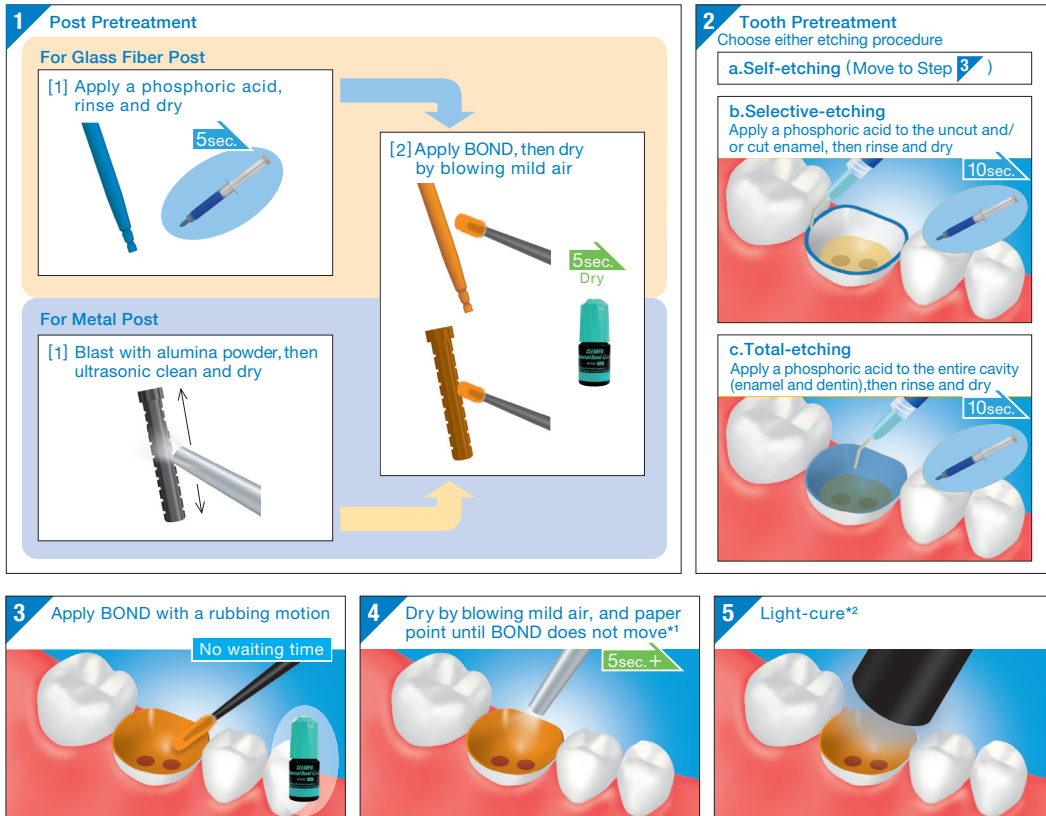 1 Post Pretreatment
For Glass Fiber Post
[1] Apply a phosphoric acid,
rinse and dry
5sec.
[2] Apply BOND, then dry
by blowing mild air
5sec.
Dry
For Metal Post
[1] Blast with alumina powder, then
ultrasonic clean and dry
2 Tooth Pretreatment
Choose either etching procedure
a.Self-etching (Move to Step 3 )
b.Selective-etching
Apply a phosphoric acid to the uncut and/
or cut enamel, then rinse and dry
10sec.
c.Total-etching
Apply a phosphoric acid to the entire cavity
(enamel and dentin),then rinse and dry
10sec.
3 Apply BOND with a rubbing motion
No waiting time
4 Dry by blowing mild air, and paper
point until BOND does not move*1
5sec.+
5 Light-cure*2